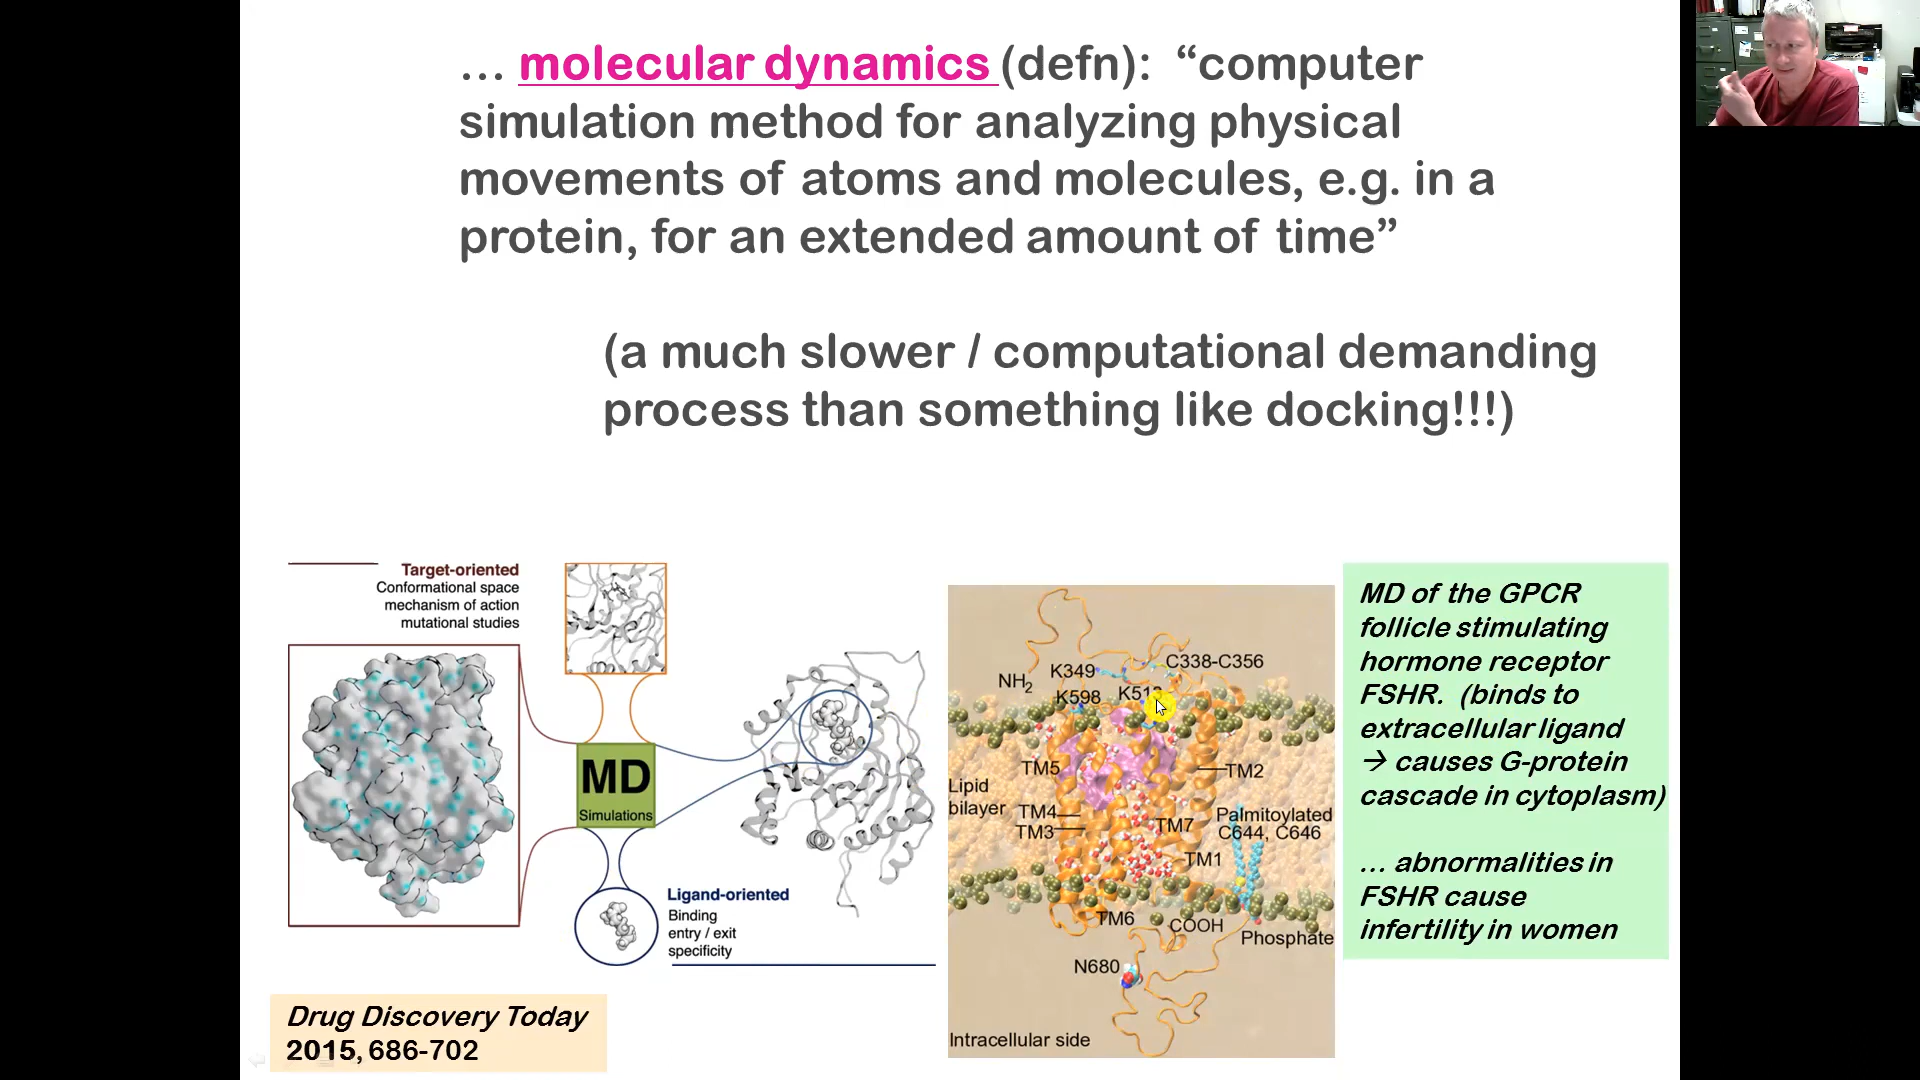 … molecular dynamics (defn): “computer
simulation method for analyzing physical
movements of atoms and molecules, e.g. in a
protein, for an extended amount of time”
(a much slower / computational demanding
process than something like docking!!!)
Target-oriented
Conformational space
mechanism of action
mutational studies
MD
Simulations
Ligand-oriented
Binding
entry / exit
specificity
Drug Discovery Today
2015, 686-702
C338-C356
K349
NH2
K598
TM5
TM2
Lipid
bilayer
TM4
TM3
Palmitoylated
C644, C646
TM7
TM1
TM6
COOH
Phosphate
N680
Intracellular side
MD of the GPCR
follicle stimulating
hormone receptor
FSHR. (binds to
extracellular ligand
→ causes G-protein
cascade in cytoplasm)
… abnormalities in
FSHR cause
infertility in women